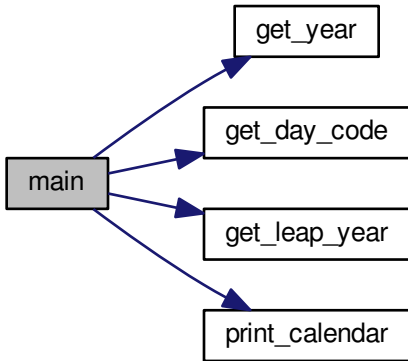 get_year
get_day_code
main
get_leap_year
print_calendar